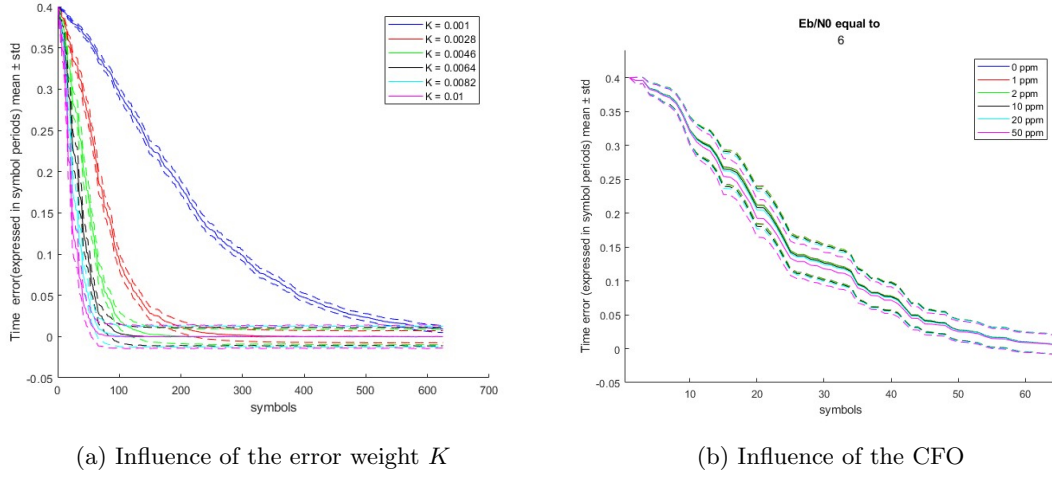 Time error(expressed in symbol periods) mean ± std
0.4
0.35
0.3
0.25
0.2
0.15
0.1
0.05
0
-0.05
0 100 200 300 400 500 600 700
symbols
K = 0.001
K = 0.0028
K = 0.0046
K = 0.0064
K = 0.0082
K = 0.01
(a) Influence of the error weight K
Eb/N0 equal to
6
Time error (expressed in symbol periods) mean ± std
0.4
0.35
0.3
0.25
0.2
0.15
0.1
0.05
0
-0.05
10 20 30 40 50 60
symbols
0 ppm
1 ppm
2 ppm
10 ppm
20 ppm
50 ppm
(b) Influence of the CFO